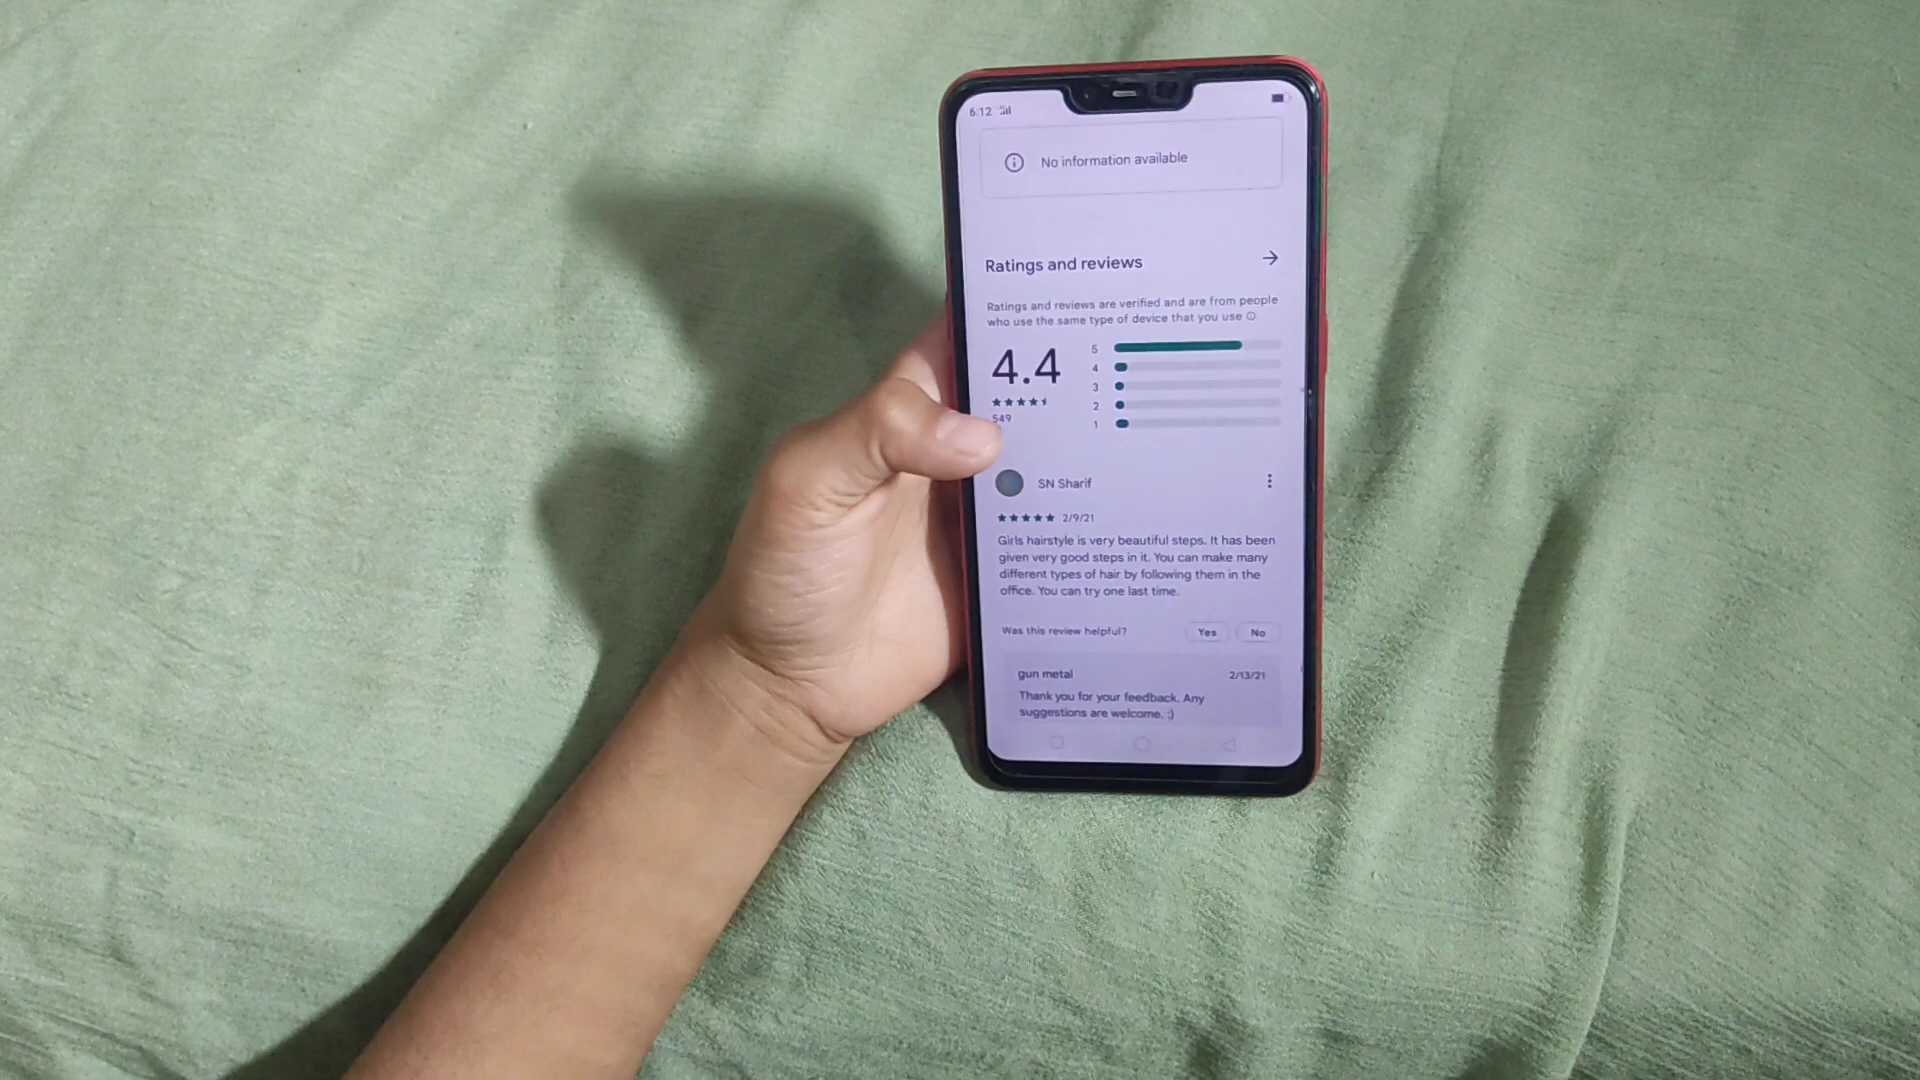 6:12
No information available
Ratings and reviews
Ratings and reviews are verified and are from people
who use the same type of device that you use
4.4
549
5
4
3
2
1
SN Sharif
2/9/21
Girls hairstyle is very beautiful steps. It has been
given very good steps in it. You can make many
different types of hair by following them in the
office. You can try one last time.
Was this review helpful? Yes No
gun metal 2/13/21
Thank you for your feedback. Any
suggestions are welcome. :)